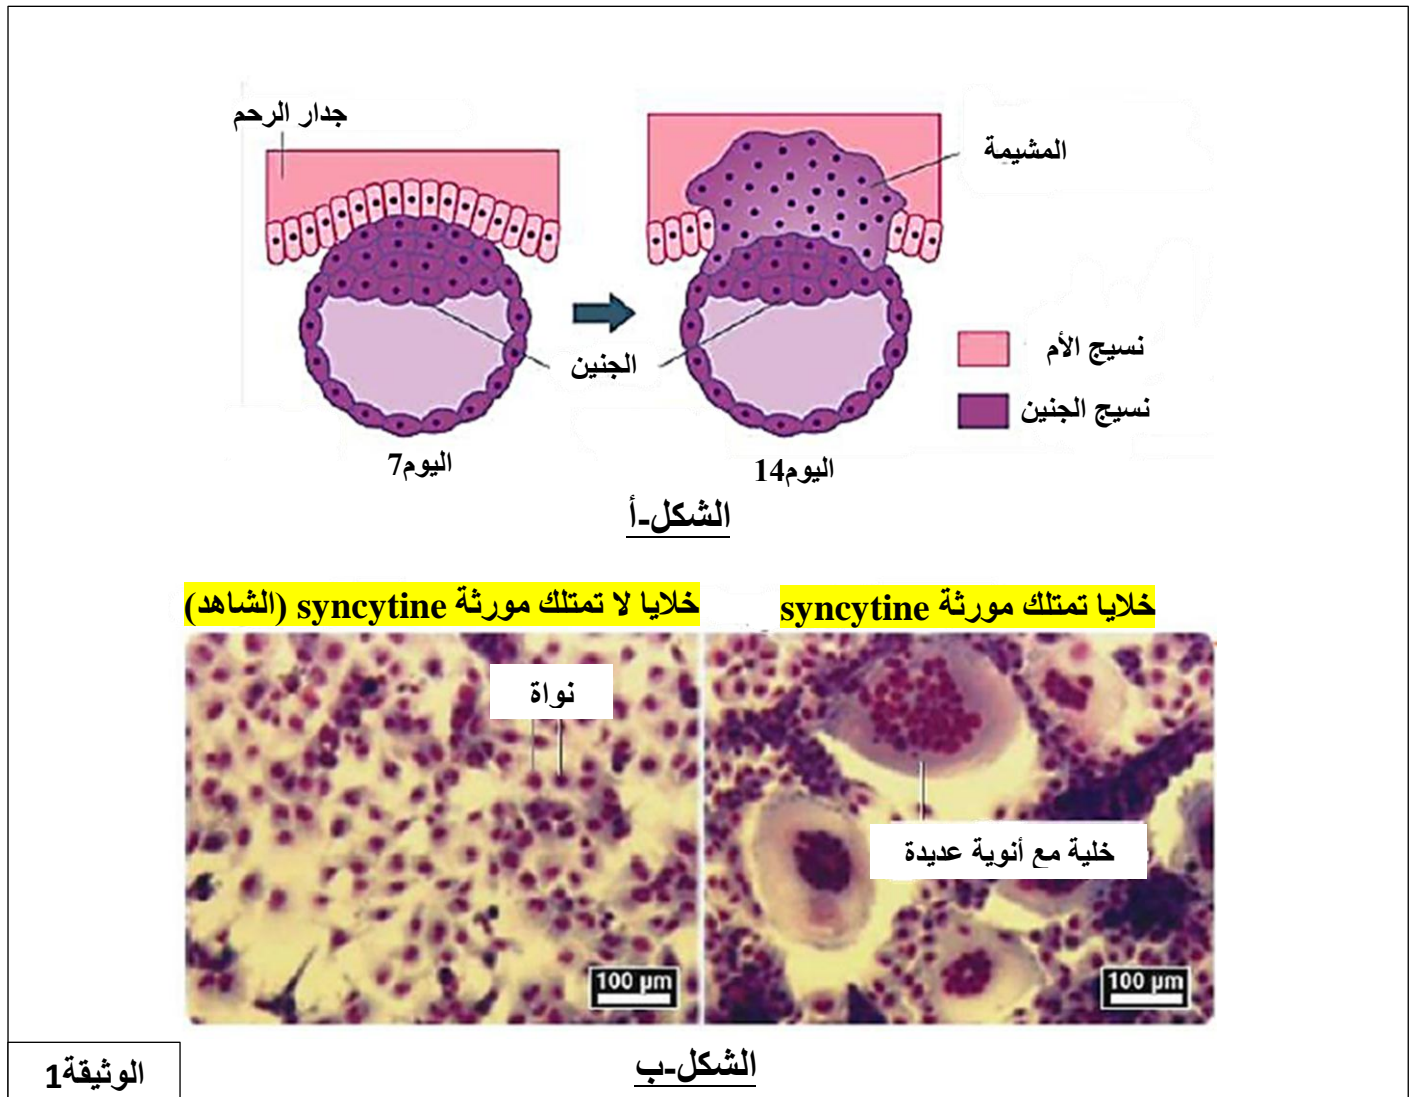 جدار الرحم
المشيمة
الجنين
نسيج الأم
نسيج الجنين
اليوم7
اليوم14
الشكل-أ
خلايا تمتلك مورثة syncytine
خلايا لا تمتلك مورثة syncytine (الشاهد)
نواة
خلية مع أنوية عديدة
100 µm
100 µm
الشكل-ب
الوثيقة1